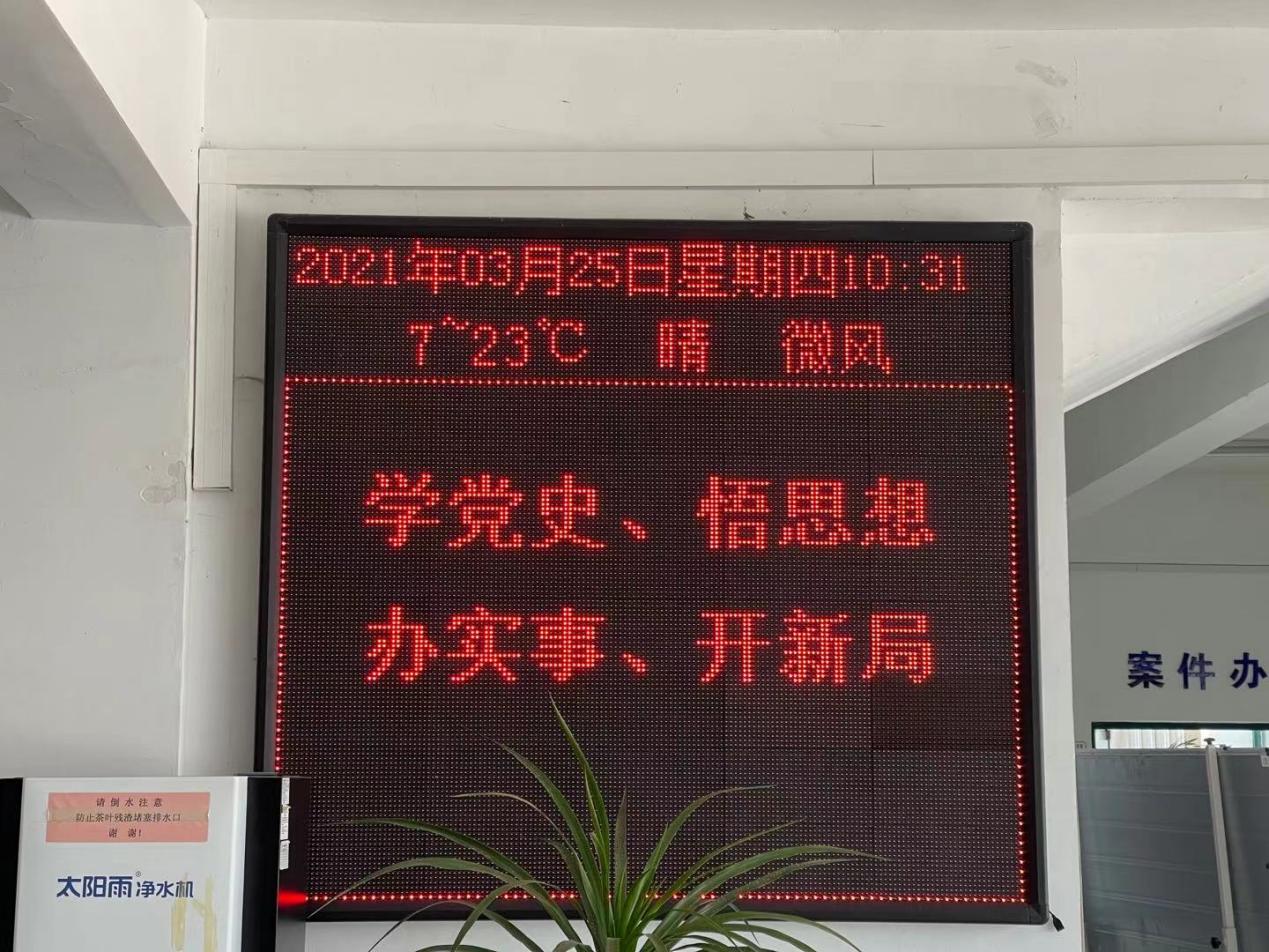 2021年03月25日星期四10:31
7~23℃ 晴 微风
学党史、悟思想
办实事、开新局
案件办
请倒水注意
防止茶叶残渣堵塞排水口
谢谢!
太阳雨®净水机